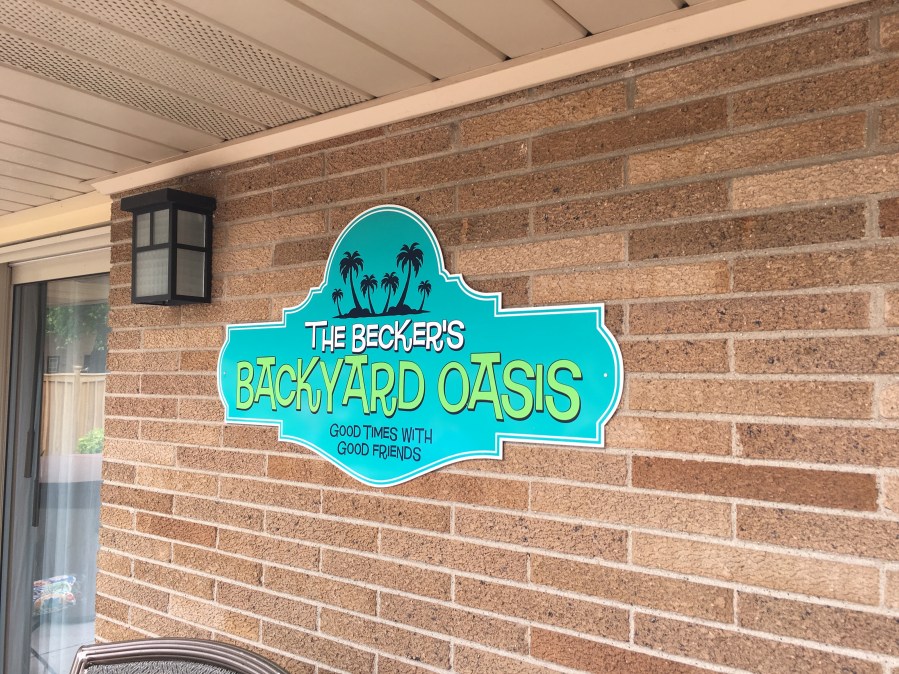 The Becker's
Backyard Oasis
Good Times with
Good Friends